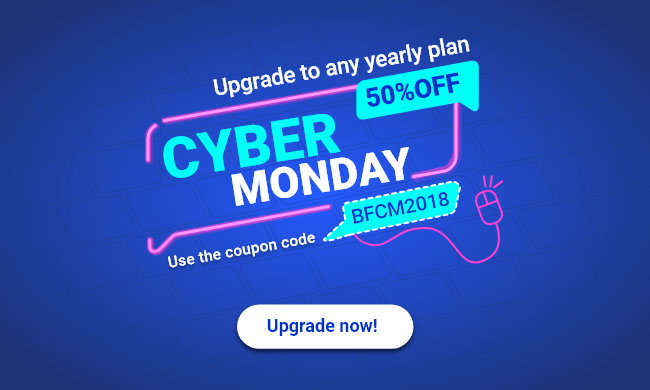 Upgrade to any yearly plan
50%OFF
CYBER
MONDAY
BFCM2018
Use the coupon code
Upgrade now!